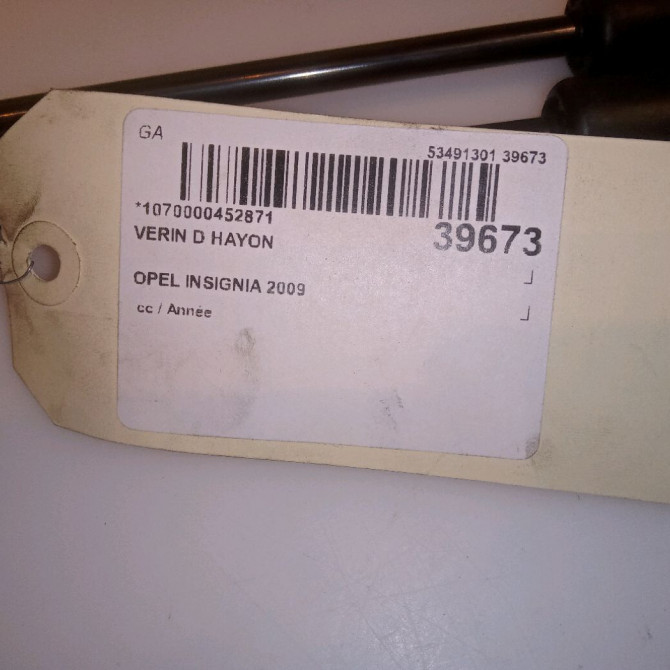 GA
53491301 39673
*1070000452871
39673
VERIN D HAYON
OPEL INSIGNIA 2009
cc / Année